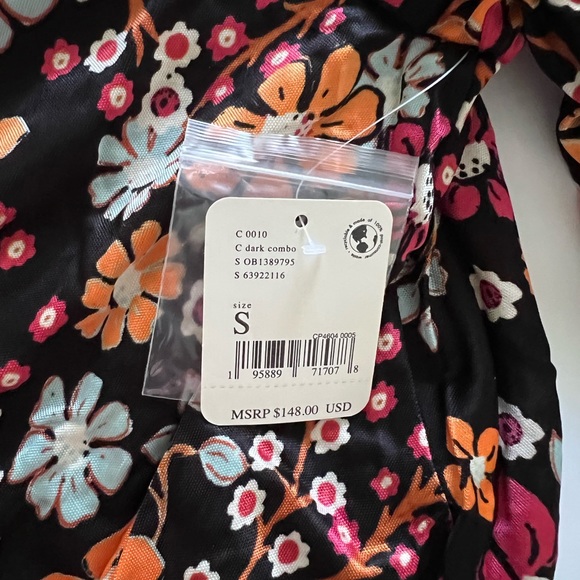 C 0010
C dark combo
S OB1389795
S 63922116
size
S
CP4604 0005
1 95889 71707 8
MSRP $148.00 USD